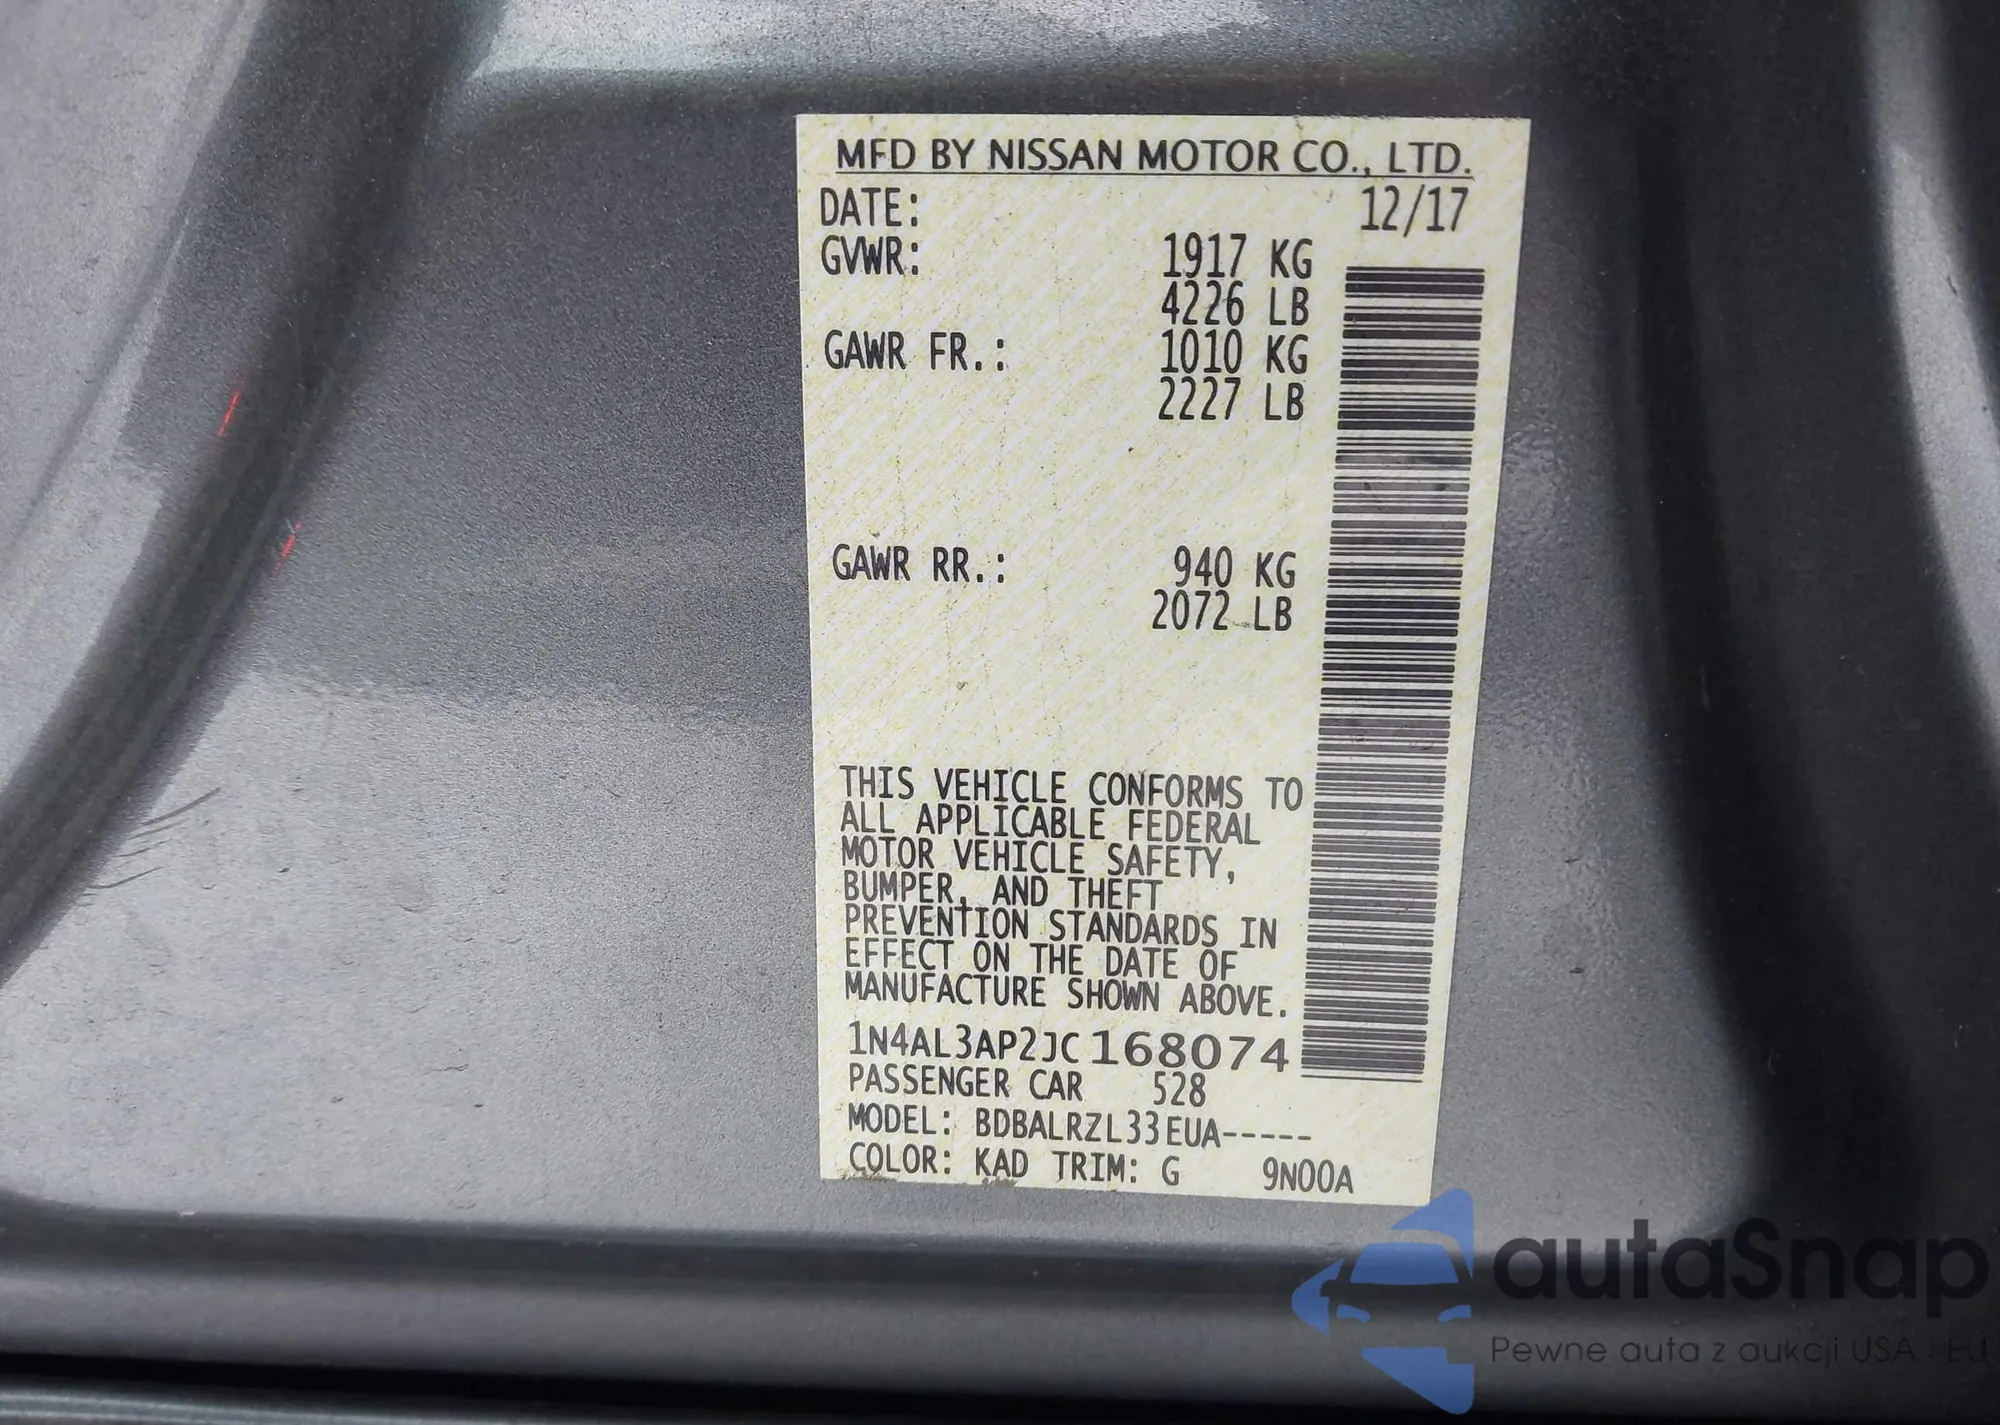 MFD BY NISSAN MOTOR CO., LTD.
DATE: 12/17
GVWR: 1917 KG
4226 LB
GAWR FR.: 1010 KG
2227 LB
GAWR RR.: 940 KG
2072 LB
THIS VEHICLE CONFORMS TO
ALL APPLICABLE FEDERAL
MOTOR VEHICLE SAFETY,
BUMPER, AND THEFT
PREVENTION STANDARDS IN
EFFECT ON THE DATE OF
MANUFACTURE SHOWN ABOVE.
1N4AL3AP2JC168074
PASSENGER CAR 528
MODEL: BDBALRZL33EUA-----
COLOR: KAD TRIM: G 9N00A
autaSnap
Pewne auta z aukcji USA i EU